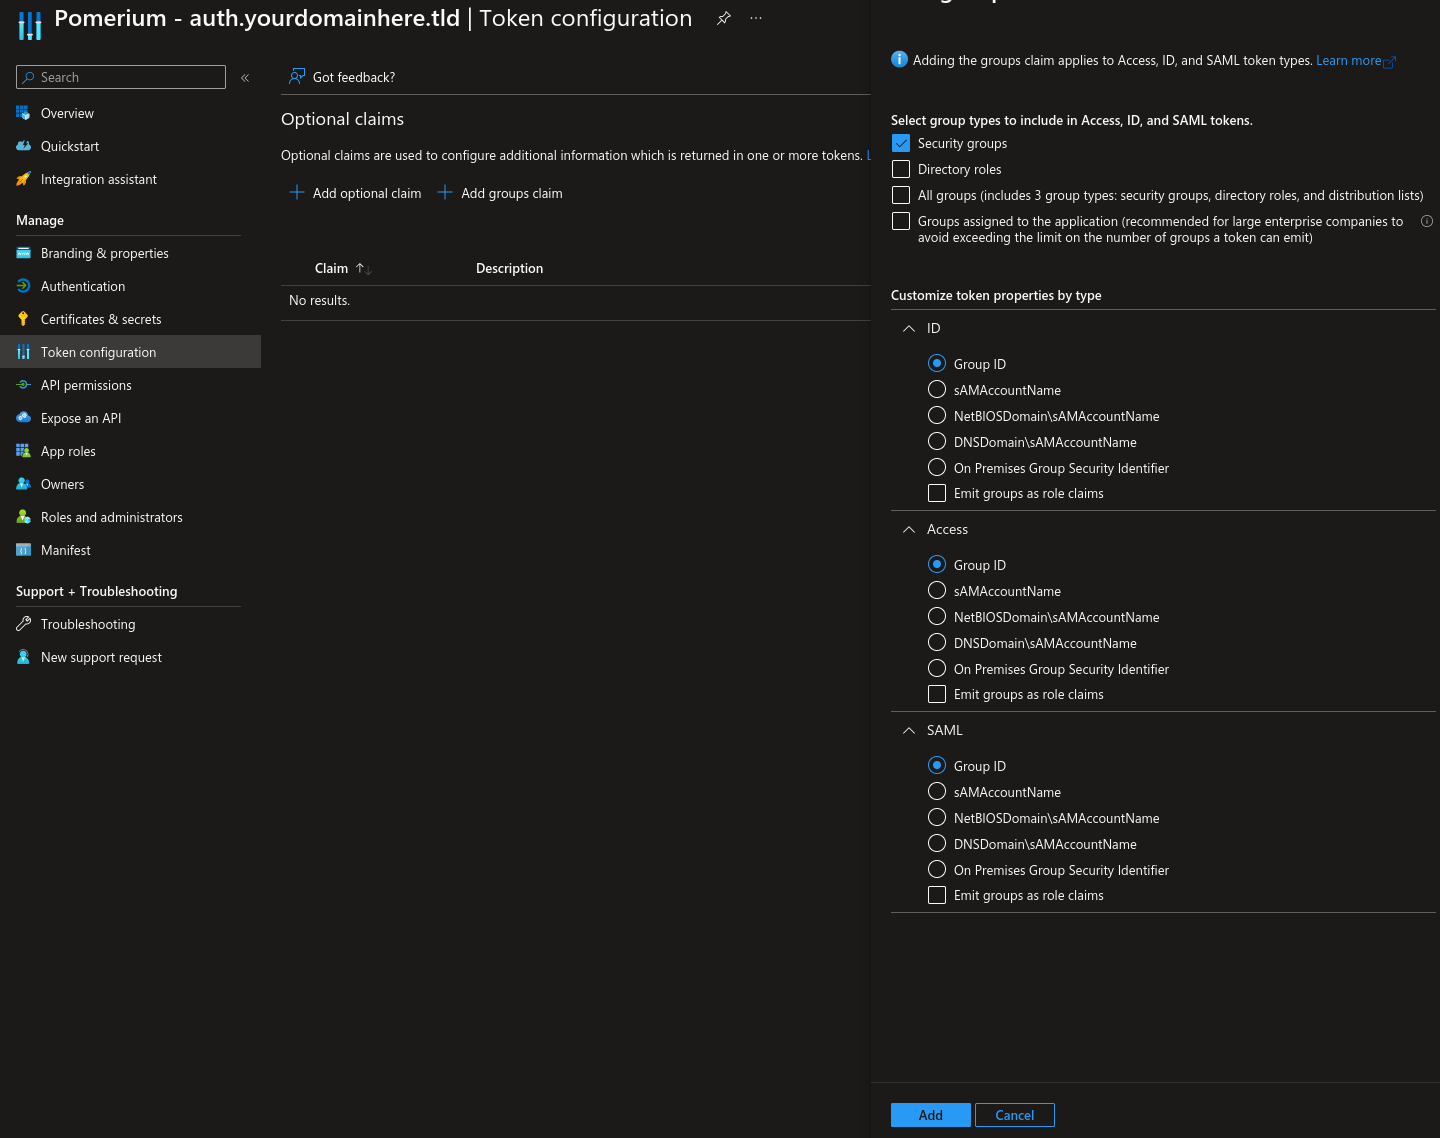 Pomerium - auth.yourdomainhere.tld | Token configuration
Search
Overview
Quickstart
Integration assistant
Manage
Branding & properties
Authentication
Certificates & secrets
Token configuration
API permissions
Expose an API
App roles
Owners
Roles and administrators
Manifest
Support + Troubleshooting
Troubleshooting
New support request
Got feedback?
Optional claims
Optional claims are used to configure additional information which is returned in one or more tokens.
Add optional claim
Add groups claim
Claim
Description
No results.
Adding the groups claim applies to Access, ID, and SAML token types. Learn more
Select group types to include in Access, ID, and SAML tokens.
Security groups
Directory roles
All groups (includes 3 group types: security groups, directory roles, and distribution lists)
Groups assigned to the application (recommended for large enterprise companies to
avoid exceeding the limit on the number of groups a token can emit)
Customize token properties by type
ID
Group ID
sAMAccountName
NetBIOSDomain\sAMAccountName
DNSDomain\sAMAccountName
On Premises Group Security Identifier
Emit groups as role claims
Access
Group ID
sAMAccountName
NetBIOSDomain\sAMAccountName
DNSDomain\sAMAccountName
On Premises Group Security Identifier
Emit groups as role claims
SAML
Group ID
sAMAccountName
NetBIOSDomain\sAMAccountName
DNSDomain\sAMAccountName
On Premises Group Security Identifier
Emit groups as role claims
Add
Cancel